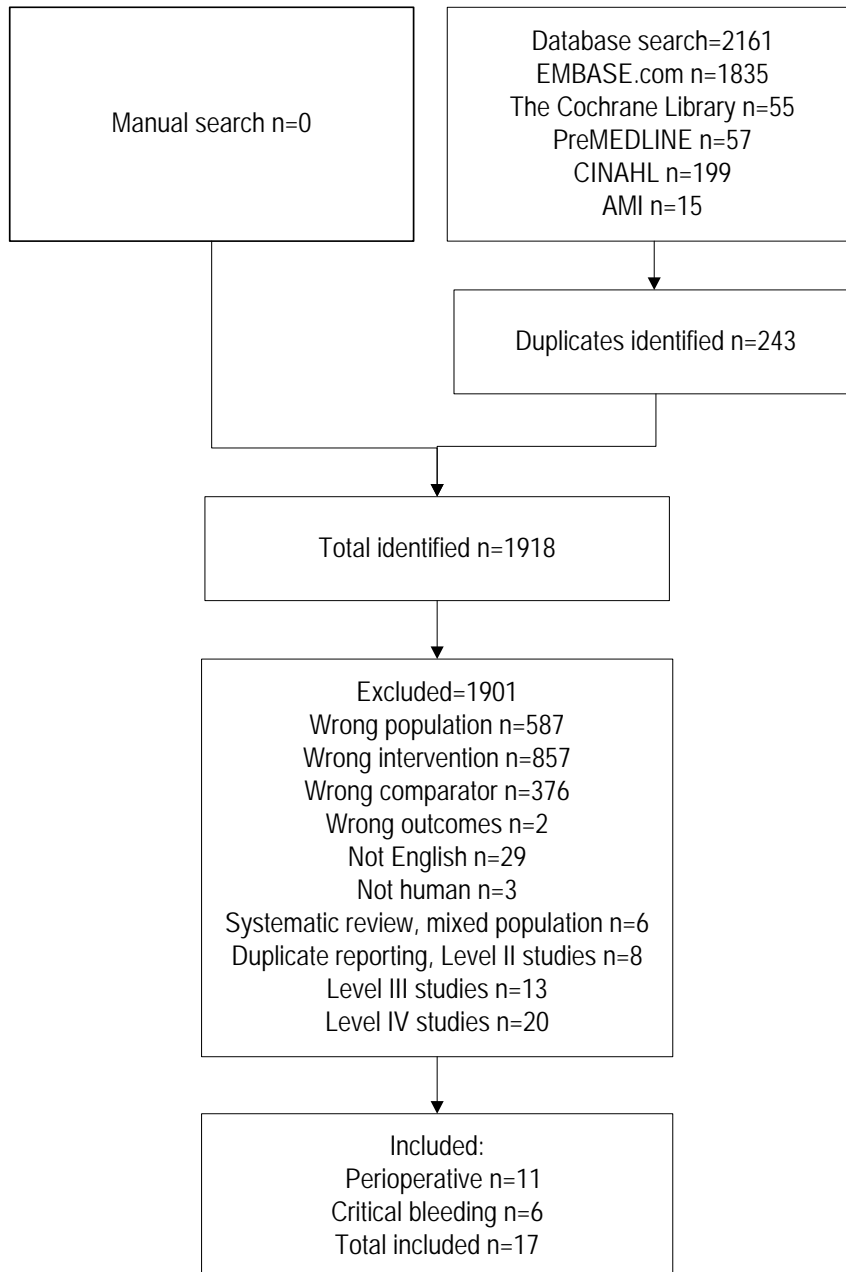 Manual search n=0
Database search=2161
EMBASE.com n=1835
The Cochrane Library n=55
PreMEDLINE n=57
CINAHL n=199
AMI n=15
Duplicates identified n=243
Total identified n=1918
Excluded=1901
Wrong population n=587
Wrong intervention n=857
Wrong comparator n=376
Wrong outcomes n=2
Not English n=29
Not human n=3
Systematic review, mixed population n=6
Duplicate reporting, Level II studies n=8
Level III studies n=13
Level IV studies n=20
Included:
Perioperative n=11
Critical bleeding n=6
Total included n=17